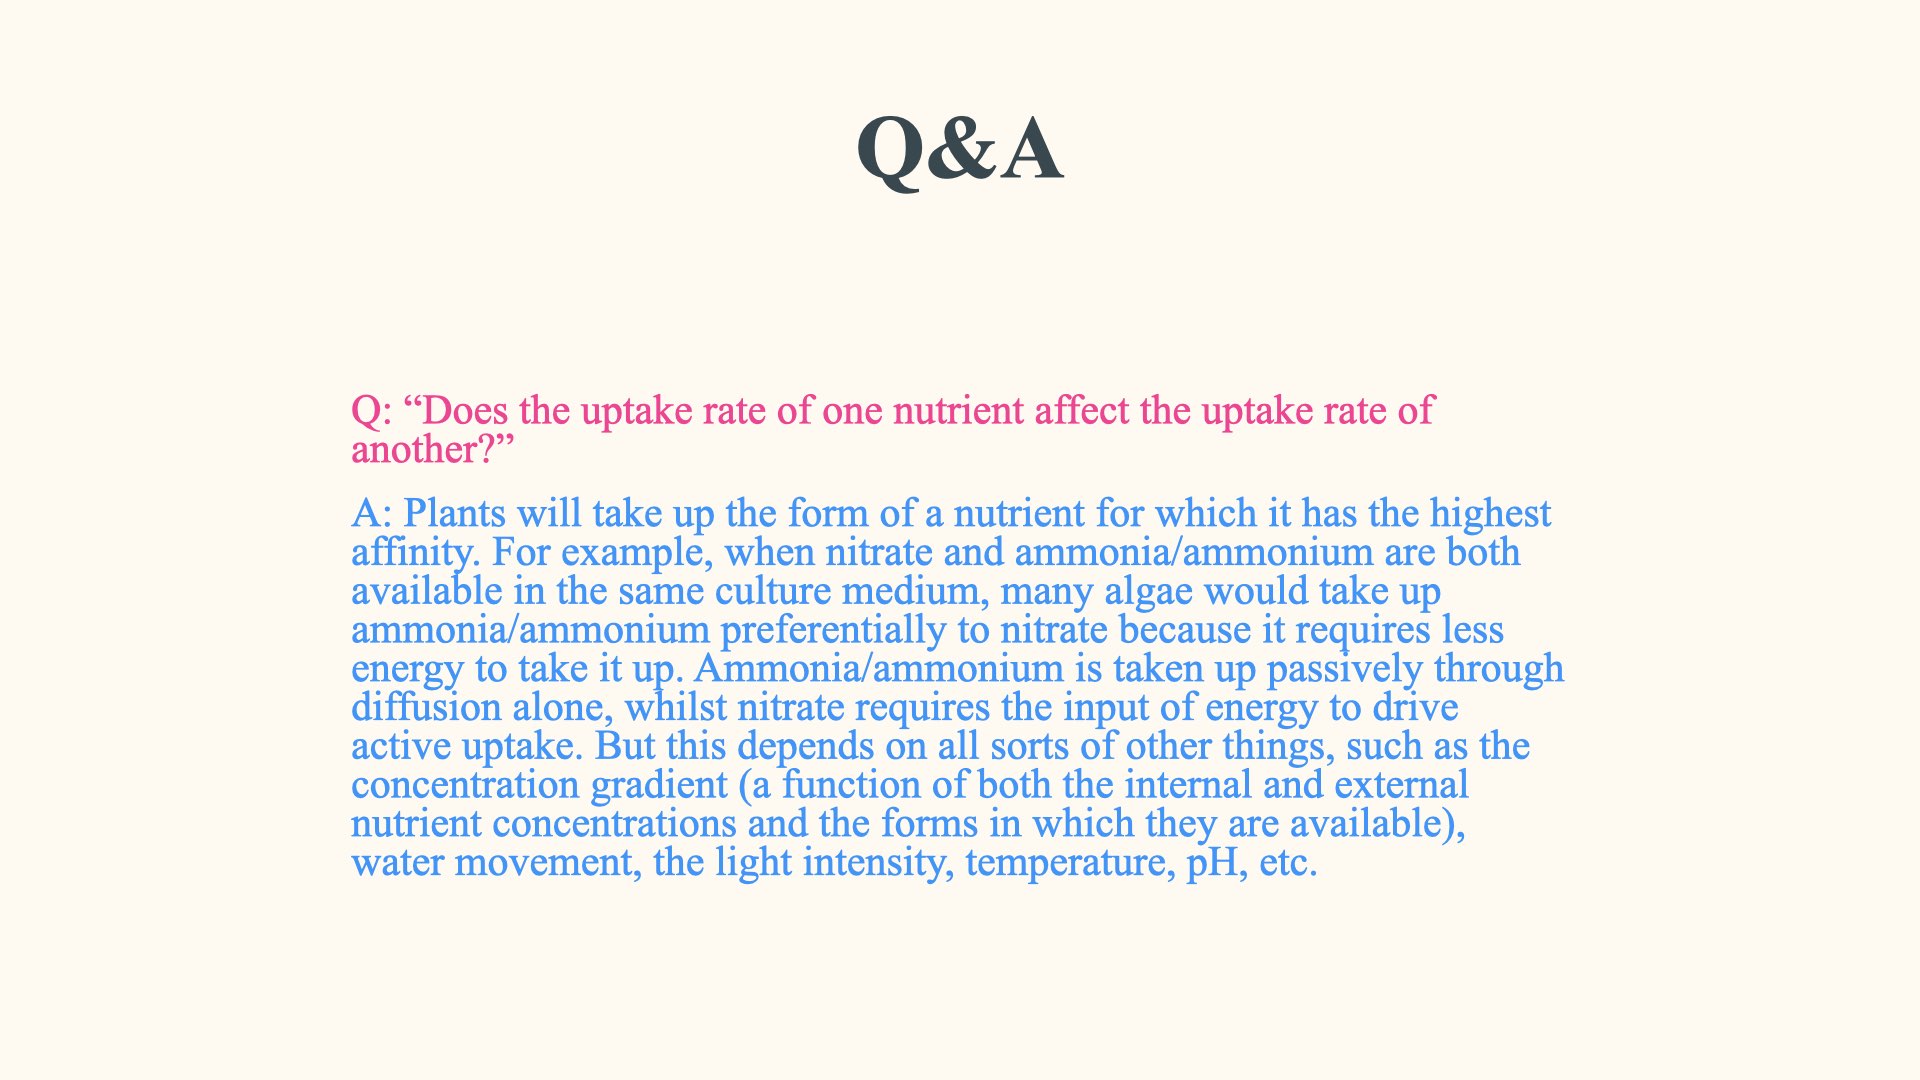 Q&A
Q: “Does the uptake rate of one nutrient affect the uptake rate of
another?”
A: Plants will take up the form of a nutrient for which it has the highest
affinity. For example, when nitrate and ammonia/ammonium are both
available in the same culture medium, many algae would take up
ammonia/ammonium preferentially to nitrate because it requires less
energy to take it up. Ammonia/ammonium is taken up passively through
diffusion alone, whilst nitrate requires the input of energy to drive
active uptake. But this depends on all sorts of other things, such as the
concentration gradient (a function of both the internal and external
nutrient concentrations and the forms in which they are available),
water movement, the light intensity, temperature, pH, etc.